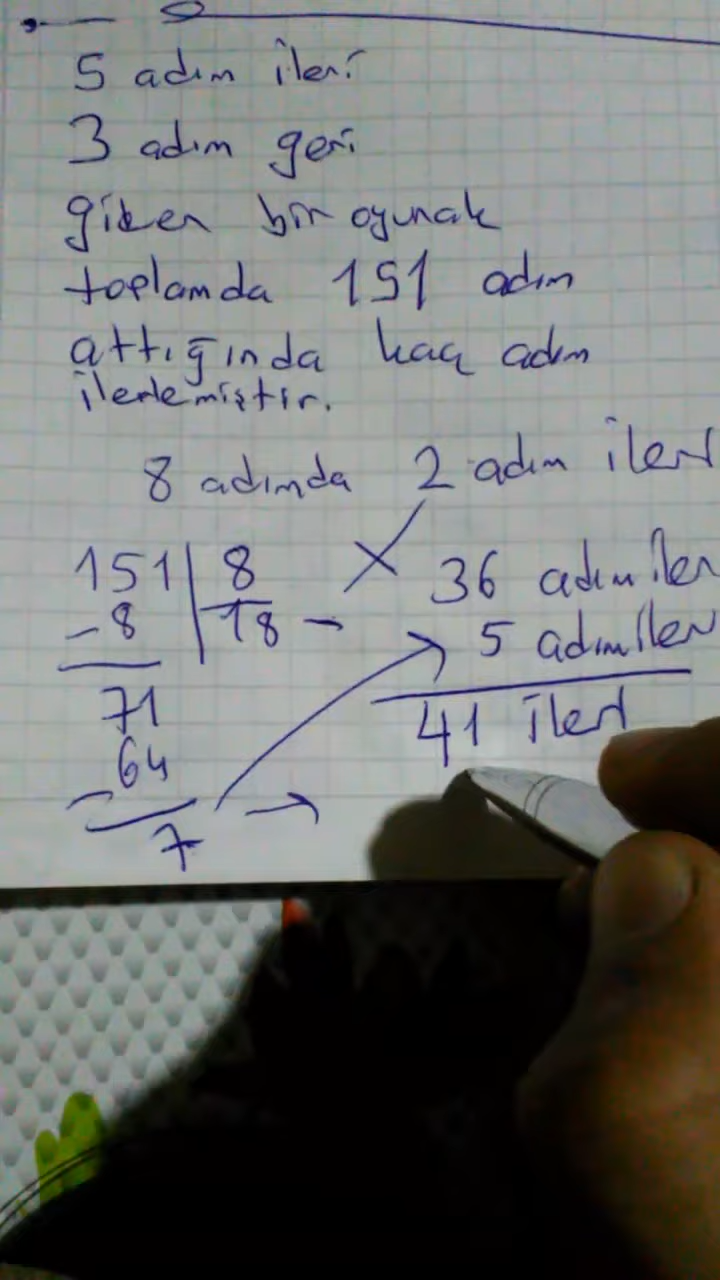 5 adım ileri
3 adım geri
giden bir oyuncak
toplamda 151 adım
attığında kaç adım
ilerlemiştir.
8 adımda 2 adım ileri
151 8
-8 18 -
71
-64
7 →
× 36 adım ileri
5 adım ileri
41 ileri